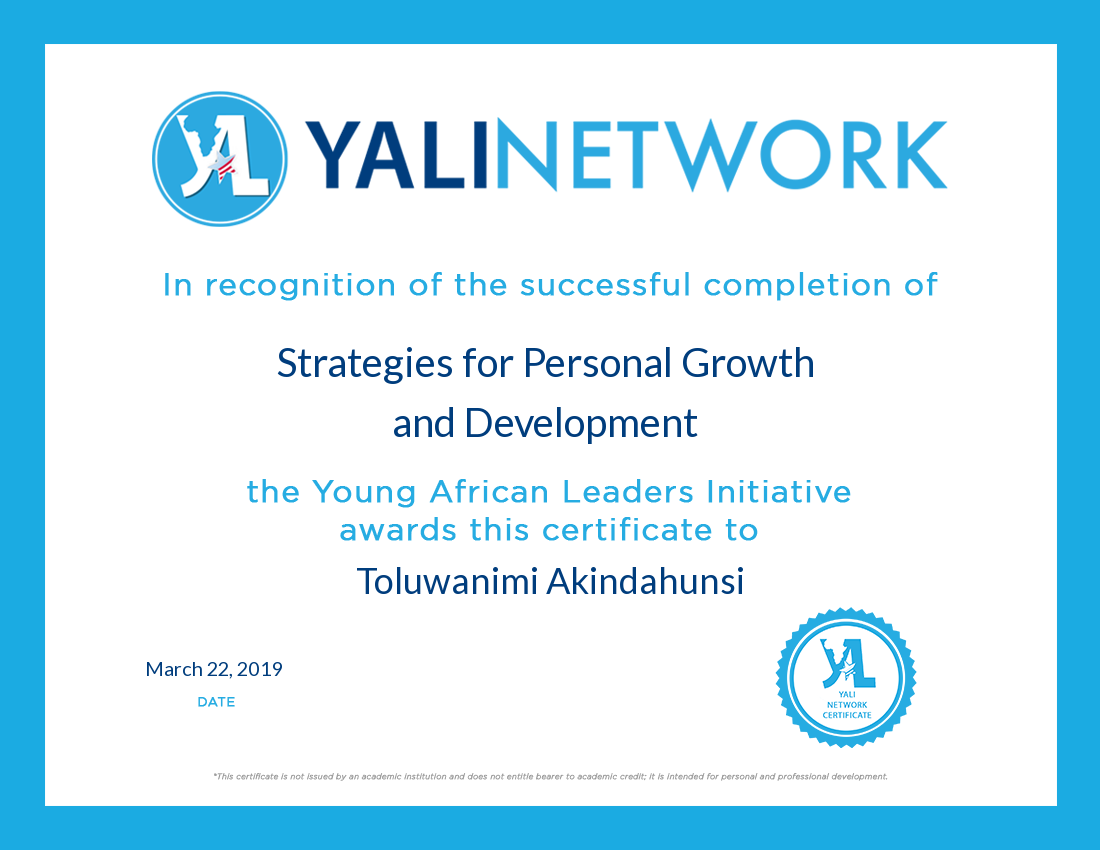 YALINETWORK
In recognition of the successful completion of
Strategies for Personal Growth
and Development
the Young African Leaders Initiative
awards this certificate to
Toluwanimi Akindahunsi
March 22, 2019
DATE
YALI
NETWORK
CERTIFICATE
*This certificate is not issued by an academic institution and does not entitle bearer to academic credit; it is intended for personal and professional development.